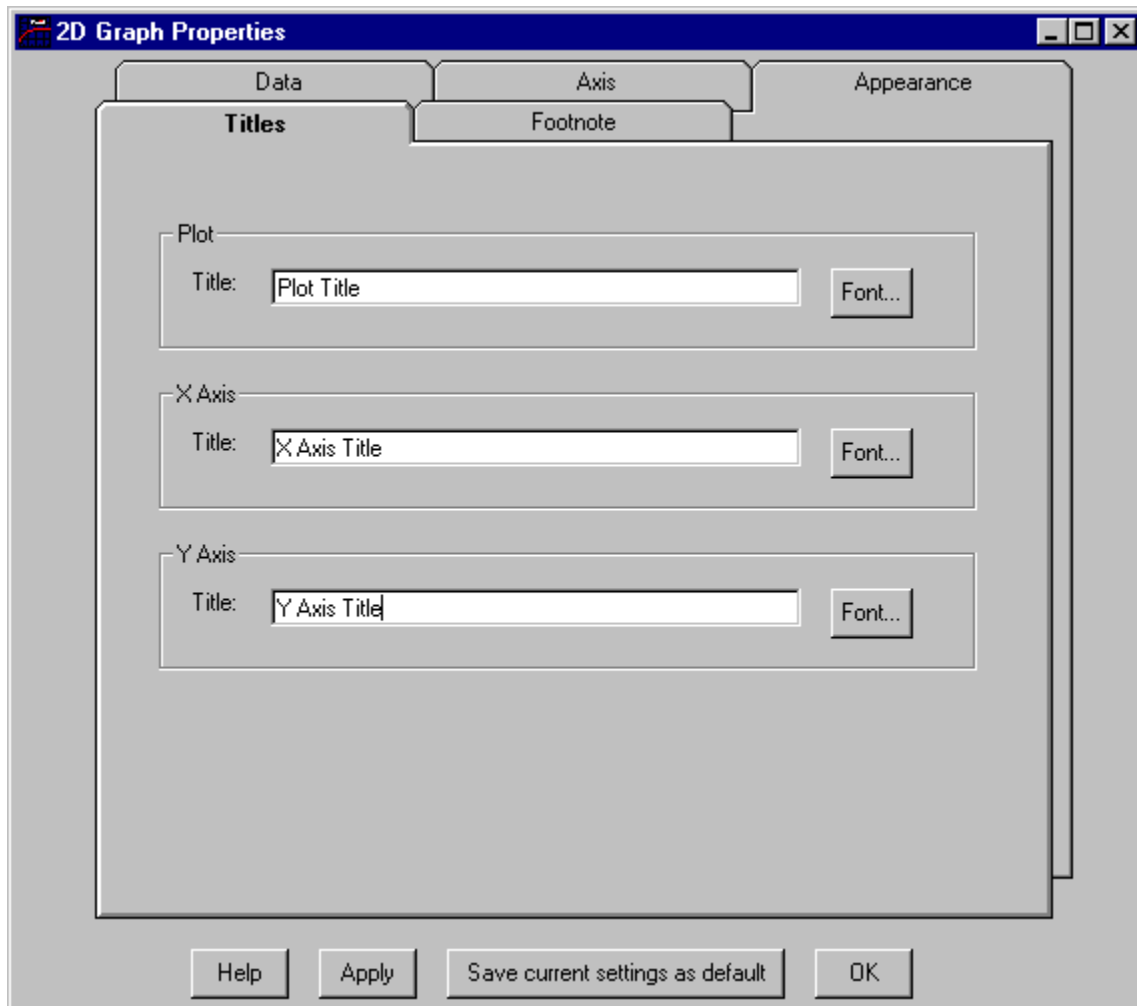 2D Graph Properties
Data Axis Appearance
Titles Footnote
Plot
Title: Plot Title Font...
X Axis
Title: X Axis Title Font...
Y Axis
Title: Y Axis Title Font...
Help Apply Save current settings as default OK